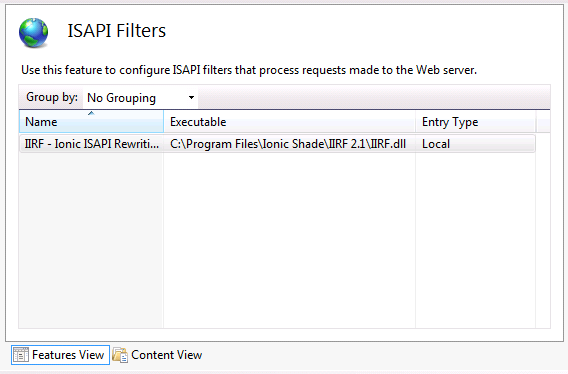 ISAPI Filters
Use this feature to configure ISAPI filters that process requests made to the Web server.
Group by: No Grouping
Name Executable Entry Type
IIRF - Ionic ISAPI Rewriti... C:\Program Files\Ionic Shade\IIRF 2.1\IIRF.dll Local
Features View Content View